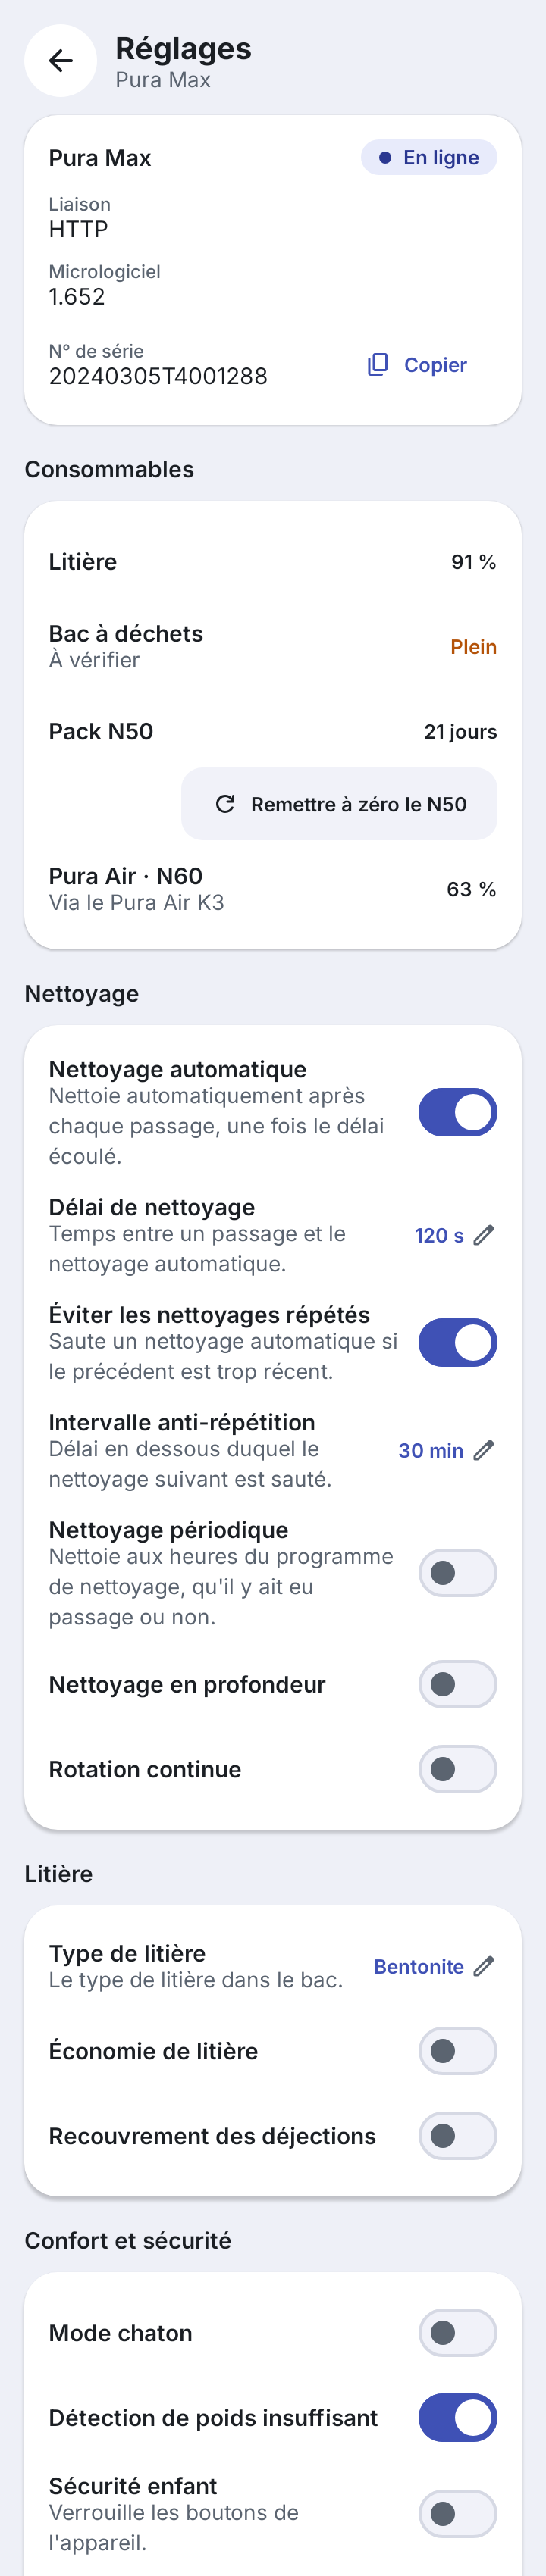 Réglages
Pura Max
Pura Max
En ligne
Liaison
HTTP
Micrologiciel
1.652
N° de série
20240305T4001288
Copier
Consommables
Litière
91 %
Bac à déchets
À vérifier
Plein
Pack N50
21 jours
Remettre à zéro le N50
Pura Air · N60
Via le Pura Air K3
63 %
Nettoyage
Nettoyage automatique
Nettoie automatiquement après
chaque passage, une fois le délai
écoulé.
Délai de nettoyage
Temps entre un passage et le
nettoyage automatique.
120 s
Éviter les nettoyages répétés
Saute un nettoyage automatique si
le précédent est trop récent.
Intervalle anti-répétition
Délai en dessous duquel le
nettoyage suivant est sauté.
30 min
Nettoyage périodique
Nettoie aux heures du programme
de nettoyage, qu'il y ait eu
passage ou non.
Nettoyage en profondeur
Rotation continue
Litière
Type de litière
Le type de litière dans le bac.
Bentonite
Économie de litière
Recouvrement des déjections
Confort et sécurité
Mode chaton
Détection de poids insuffisant
Sécurité enfant
Verrouille les boutons de
l'appareil.